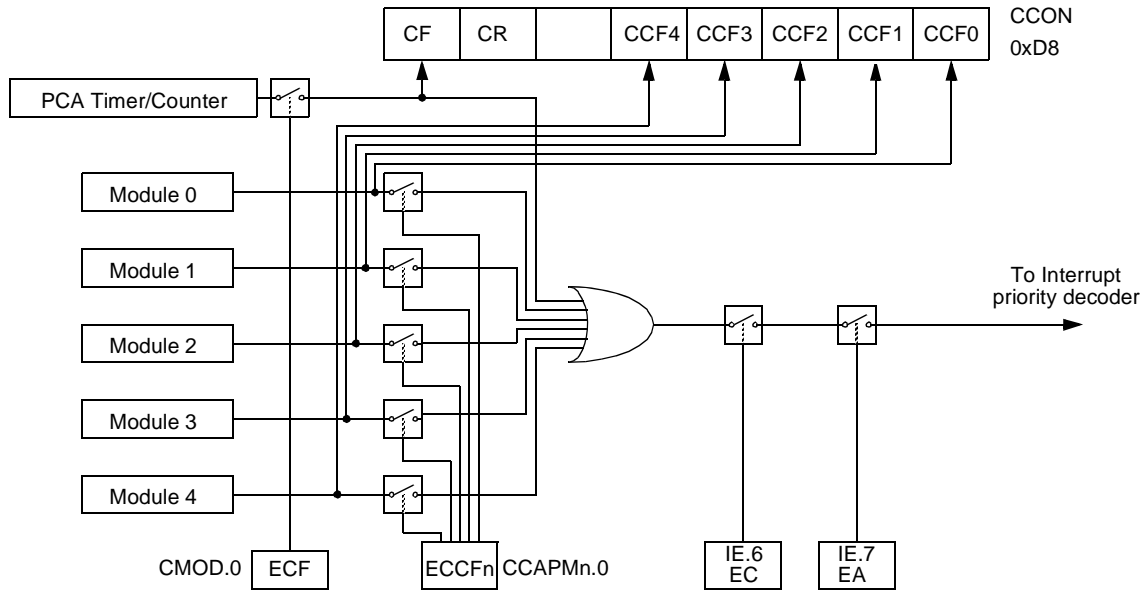 CF CR CCF4 CCF3 CCF2 CCF1 CCF0
CCON
0xD8
PCA Timer/Counter
Module 0
Module 1
Module 2
Module 3
Module 4
To Interrupt
priority decoder
CMOD.0 ECF
ECCFn CCAPMn.0
IE.6
EC
IE.7
EA